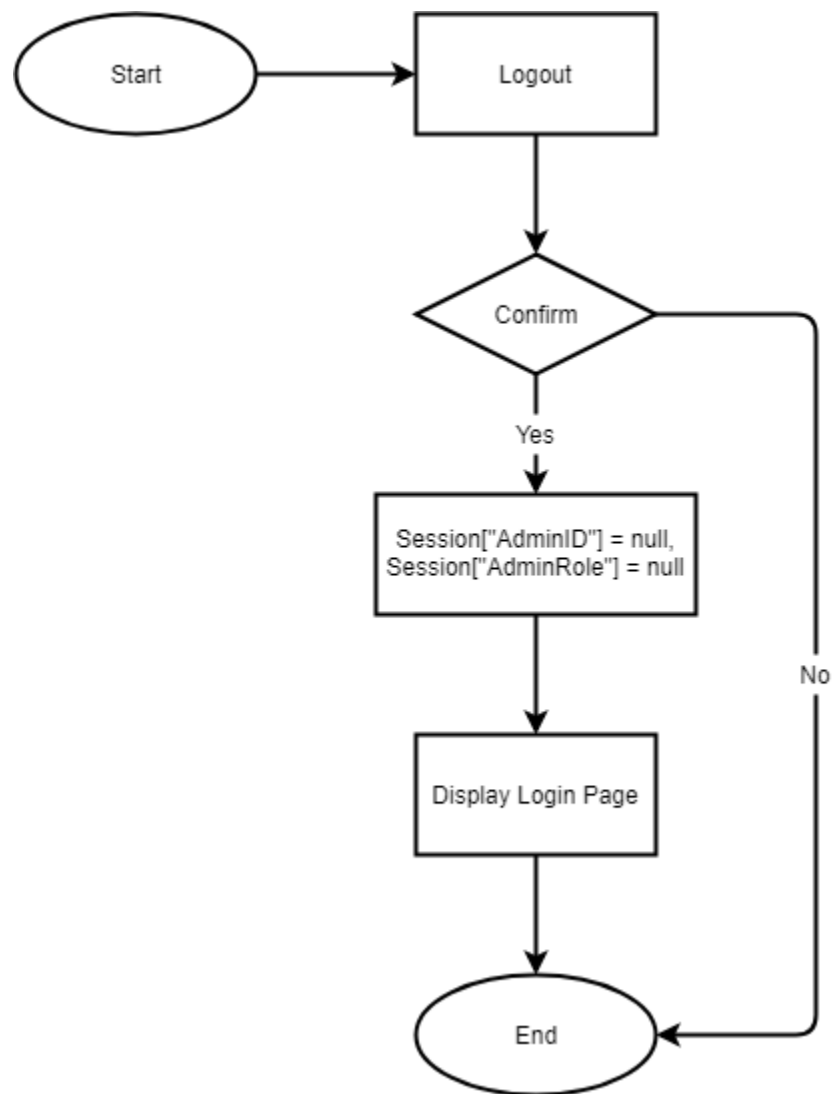 Start
Logout
Confirm
Yes
Session["AdminID"] = null,
Session["AdminRole"] = null
No
Display Login Page
End